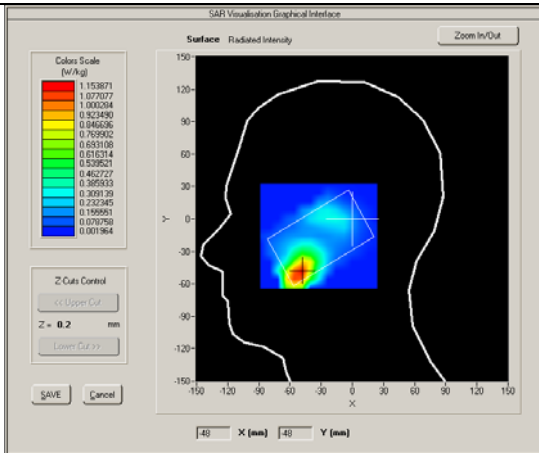 SAR Visualisation Graphical Interface
Surface Radiated Intensity
Zoom In/Out
Colors Scale
(W/kg)
1.153871
1.077077
1.000284
0.923490
0.846696
0.769902
0.693108
0.616314
0.539521
0.462727
0.385933
0.309139
0.232345
0.155551
0.078758
0.001964
Z-Cuts Control
<< Upper Cut
Z = 0.2 mm
Lower Cut >>
SAVE Cancel
150
120
90
60
30
0
-30
-60
-90
-120
-150
Y
-150 -120 -90 -60 -30 0 30 60 90 120 150
X
-48 X (mm) -48 Y (mm)